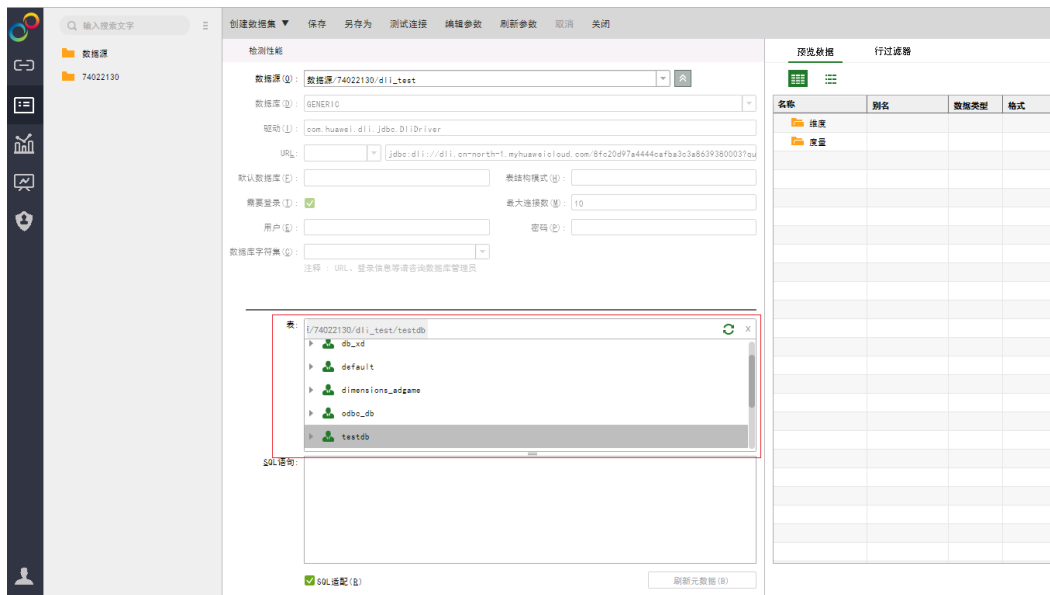 输入搜索文字
数据源
74022130
创建数据集 ▼ 保存 另存为 测试连接 编辑参数 刷新参数 取消 关闭
检测性能
数据源(O): 数据源/74022130/dli_test
数据库(D): GENERIC
驱动(I): com.huawei.dli.jdbc.DliDriver
URL: jdbc:dli://dli.cn-north-1.myhuaweicloud.com/8fc20d97a4444cafba3c3a8639380003?qu
默认数据库(F): 表结构模式(H):
需要登录(T): 最大连接数(M): 10
用户(E): 密码(P):
数据库字符集(C):
注释 : URL、登录信息等请咨询数据库管理员
表: /74022130/dli_test/testdb x
db_xd
default
dimensions_adgame
odbc_db
testdb
SQL语句:
SQL适配(R) 刷新元数据(B)
预览数据 行过滤器
名称 别名 数据类型 格式
维度
度量